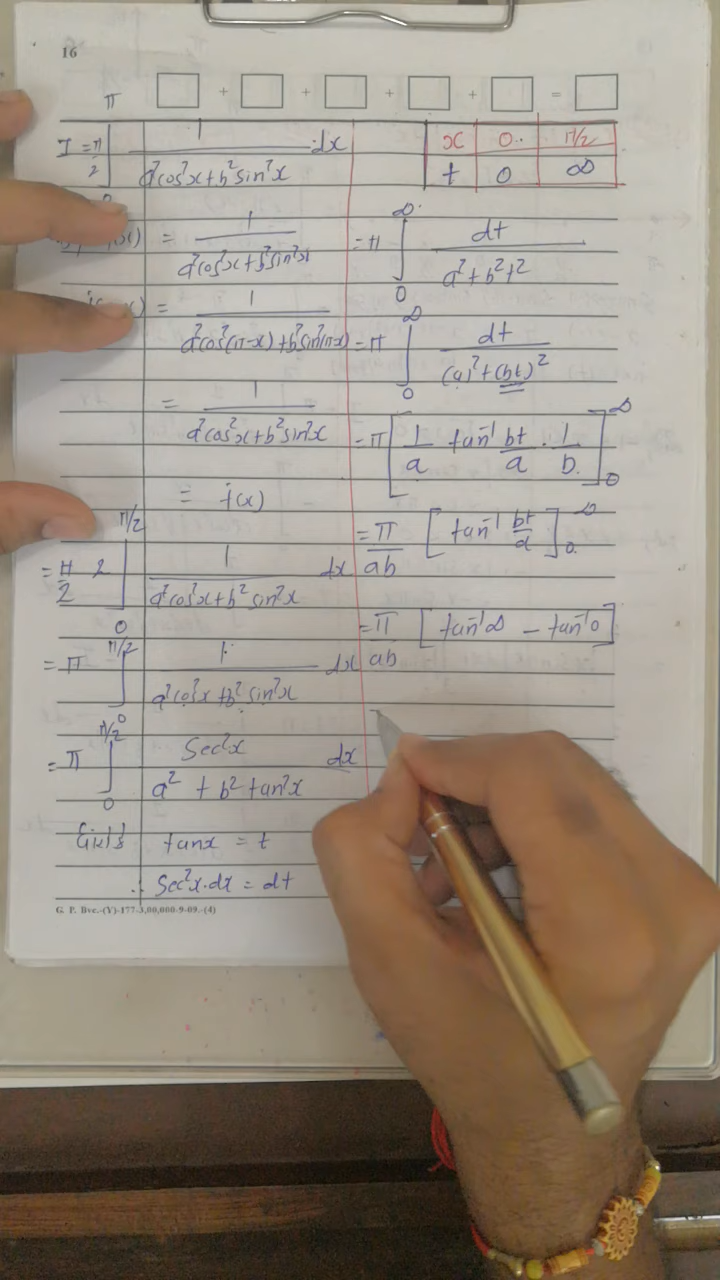 16
+ + + + =
I = π/2 ∫ π 1/(a²cos²x + b²sin²x) dx
= 1/(a²cos²x + b²sin²x)
= 1/(a²cos²(π-x) + b²sin²(π-x))
= 1/(a²cos²x + b²sin²x)
= f(x)
= π/2 2 ∫₀^π/2 1/(a²cos²x + b²sin²x) dx
= π ∫₀^π/2 1/(a²cos²x + b²sin²x) dx
= π ∫₀^π/2 sec²x/(a² + b² tan²x) dx
tanx = t
∴ sec²x.dx = dt
G. P. Bvc.-(Y)-177-3,00,000-9-09.-(4)
x 0 π/2
t 0 ∞
= π ∫₀^∞ dt/(a² + b²t²)
= π ∫₀^∞ dt/((a)² + (bt)²)
= π [1/a tan⁻¹ bt/a . 1/b]₀^∞
= π/ab [tan⁻¹ bt/a]₀^∞
= π/ab [tan⁻¹∞ - tan⁻¹0]